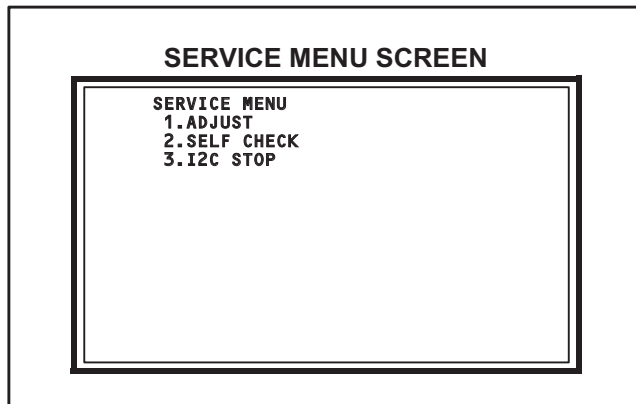 SERVICE MENU SCREEN
SERVICE MENU
1.ADJUST
2.SELF CHECK
3.I2C STOP